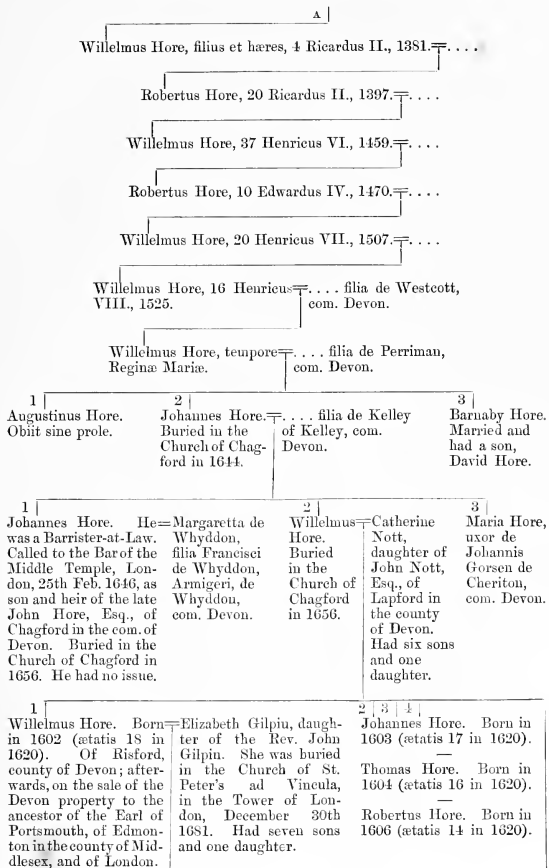 A
Willelmus Hore, filius et hæres, 4 Ricardus II., 1381.=. . . .
Robertus Hore, 20 Ricardus II., 1397.=. . . .
Willelmus Hore, 37 Henricus VI., 1459.=. . . .
Robertus Hore, 10 Edwardus IV., 1470.=. . . .
Willelmus Hore, 20 Henricus VII., 1507.=. . . .
Willelmus Hore, 16 Henricus=. . . . filia de Westcott,
VIII., 1525. com. Devon.
Willelmus Hore, tempore=. . . . filia de Perriman,
Reginæ Mariæ. com. Devon.
1
Augustinus Hore.
Obiit sine prole.
2
Johannes Hore.=. . . . filia de Kelley
Buried in the
Church of Chag-
ford in 1644.
of Kelley, com.
Devon.
3
Barnaby Hore.
Married and
had a son,
David Hore.
1
Johannes Hore. He=
was a Barrister-at-Law.
Called to the Bar of the
Middle Temple, Lon-
don, 25th Feb. 1646, as
son and heir of the late
John Hore, Esq., of
Chagford in the com. of
Devon. Buried in the
Church of Chagford in
1656. He had no issue.
Margaretta de
Whyddon,
filia Francisci
de Whyddon,
Armigeri, de
Whyddon,
com. Devon.
2
Willelmus=
Hore.
Buried
in the
Church of
Chagford
in 1656.
Catherine
Nott,
daughter of
John Nott,
Esq., of
Lapford in
the county
of Devon.
Had six sons
and one
daughter.
3
Maria Hore,
uxor de
Johannis
Gorsen de
Cheriton,
com. Devon.
1
Willelmus Hore. Born=
in 1602 (ætatis 18 in
1620). Of Risford,
county of Devon; after-
wards, on the sale of the
Devon property to the
ancestor of the Earl of
Portsmouth, of Edmon-
ton in the county of Mid-
dlesex, and of London.
Elizabeth Gilpin, daugh-
ter of the Rev. John
Gilpin. She was buried
in the Church of St.
Peter's ad Vincula,
in the Tower of Lon-
don, December 30th
1681. Had seven sons
and one daughter.
2 3 4
Johannes Hore. Born in
1603 (ætatis 17 in 1620).
—
Thomas Hore. Born in
1604 (ætatis 16 in 1620).
—
Robertus Hore. Born in
1606 (ætatis 14 in 1620).